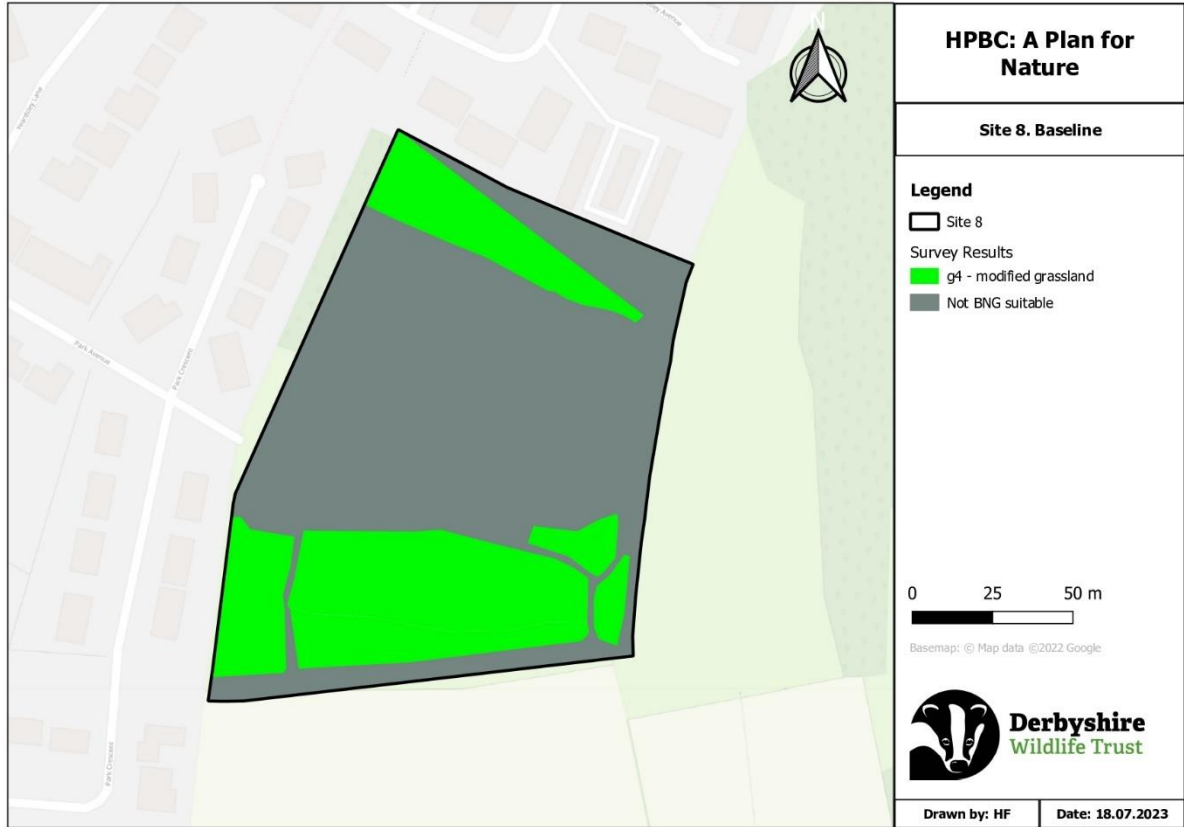 HPBC: A Plan for
Nature
Site 8. Baseline
Legend
Site 8
Survey Results
g4 - modified grassland
Not BNG suitable
0 25 50 m
Basemap: © Map data ©2022 Google
Derbyshire
Wildlife Trust
Drawn by: HF
Date: 18.07.2023
N
Park Avenue
Park Crescent
Park Crescent